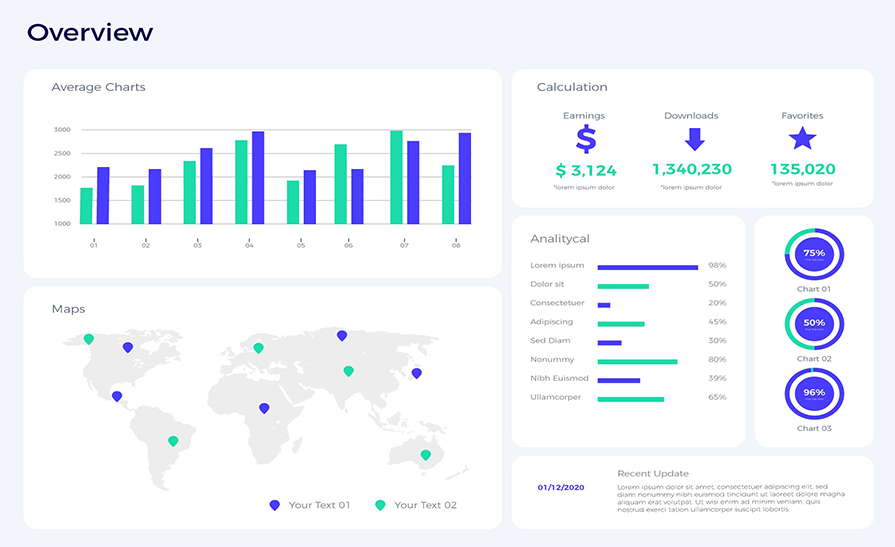 Overview
Average Charts
3000
2500
2000
1500
1000
01 02 03 04 05 06 07 08
Calculation
Earnings Downloads Favorites
$
$ 3,124 1,340,230 135,020
*lorem ipsum dolor *lorem ipsum dolor *lorem ipsum dolor
Analitycal
Lorem ipsum 98%
Dolor sit 50%
Consectetuer 20%
Adipiscing 45%
Sed Diam 30%
Nonummy 80%
Nibh Euismod 39%
Ullamcorper 65%
75%
Chart 01
50%
Chart 02
96%
Chart 03
Maps
Your Text 01 Your Text 02
01/12/2020
Recent Update
Lorem ipsum dolor sit amet, consectetuer adipiscing elit, sed
diam nonummy nibh euismod tincidunt ut laoreet dolore magna
aliquam erat volutpat. Ut wisi enim ad minim veniam, quis
nostrud exerci tation ullamcorper suscipit lobortis.